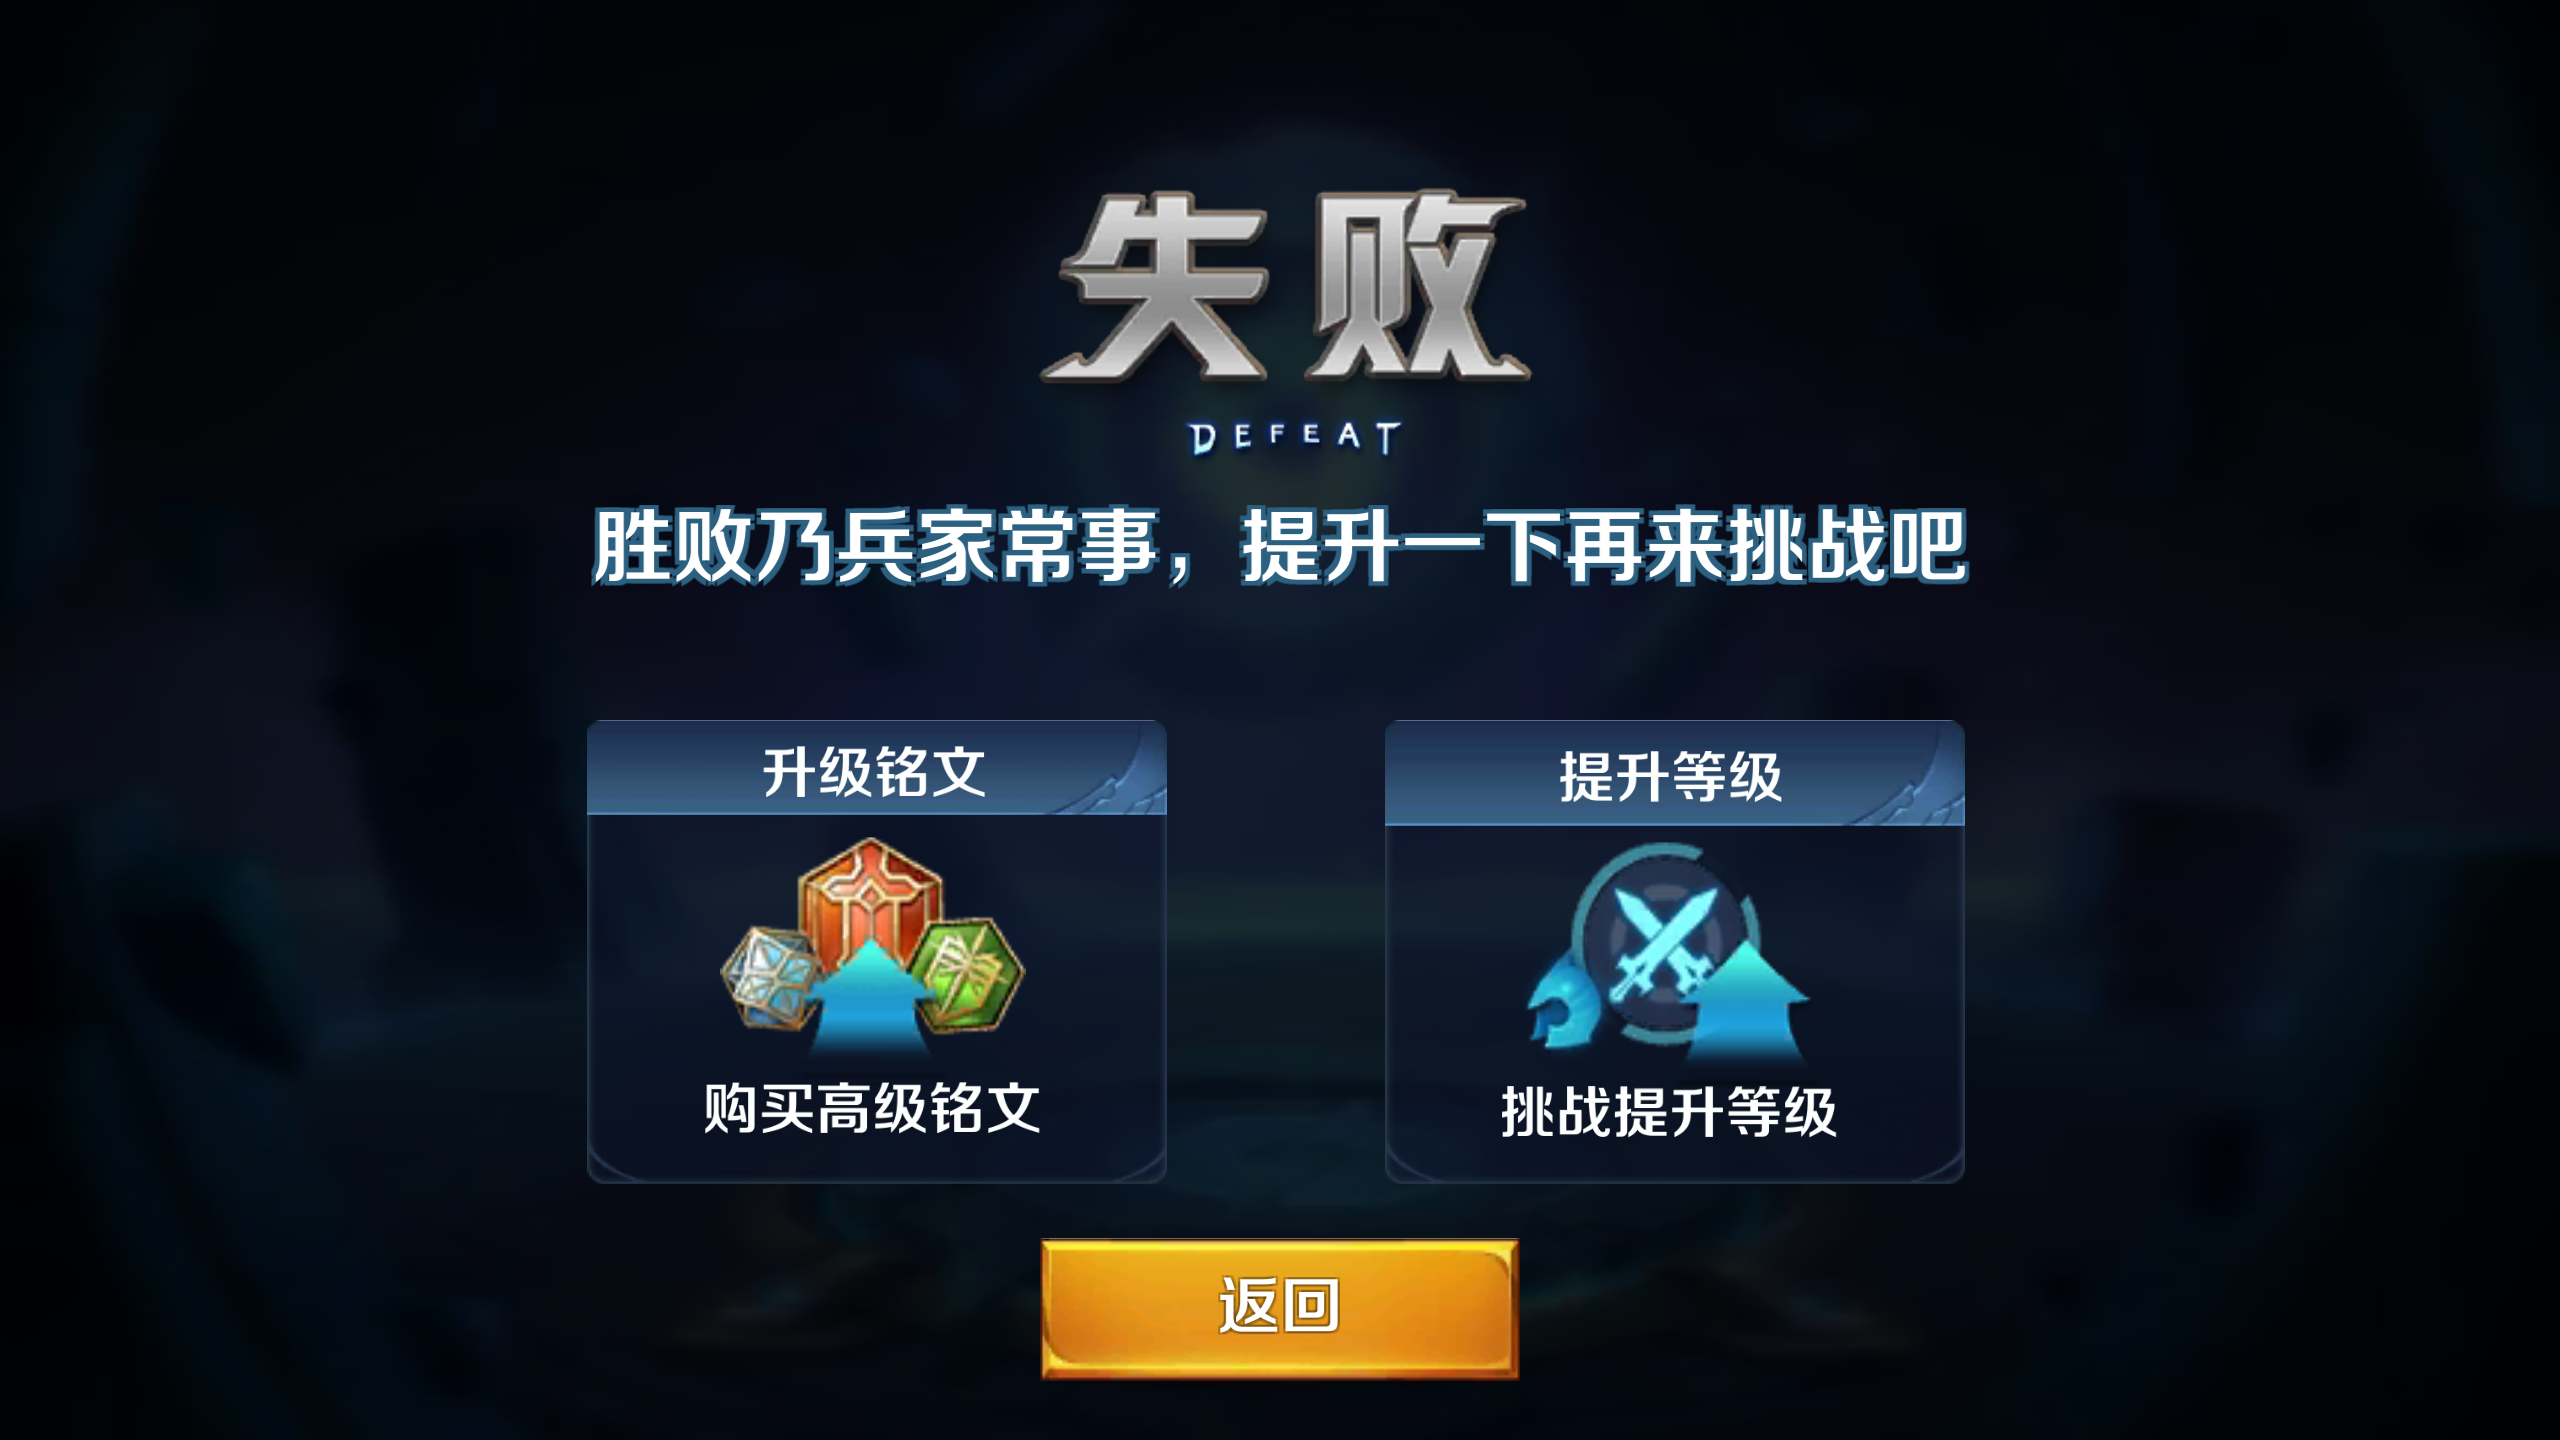 失败
DEFEAT
胜败乃兵家常事，提升一下再来挑战吧
升级铭文
购买高级铭文
提升等级
挑战提升等级
返回